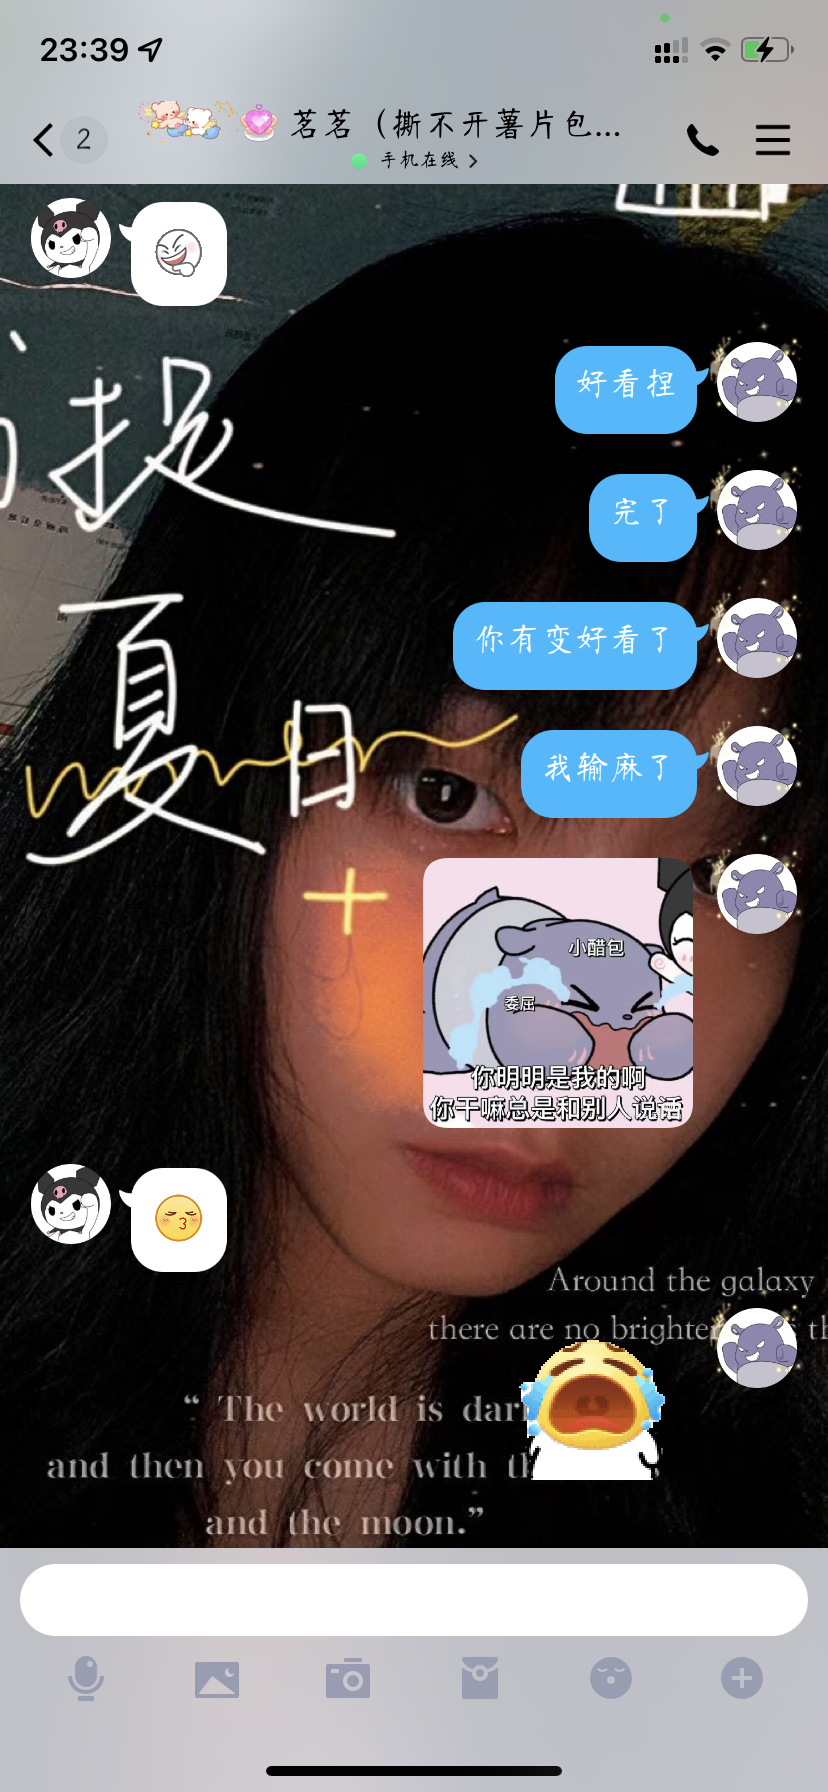 23:39
2
茗茗（撕不开薯片包...
手机在线
好看捏
捉
完了
夏日
你有变好看了
我输麻了
小醋包
委屈
你明明是我的啊
你干嘛总是和别人说话
Around the galaxy
there are no brighter
“ The world is dar
and then you come with th
and the moon.”